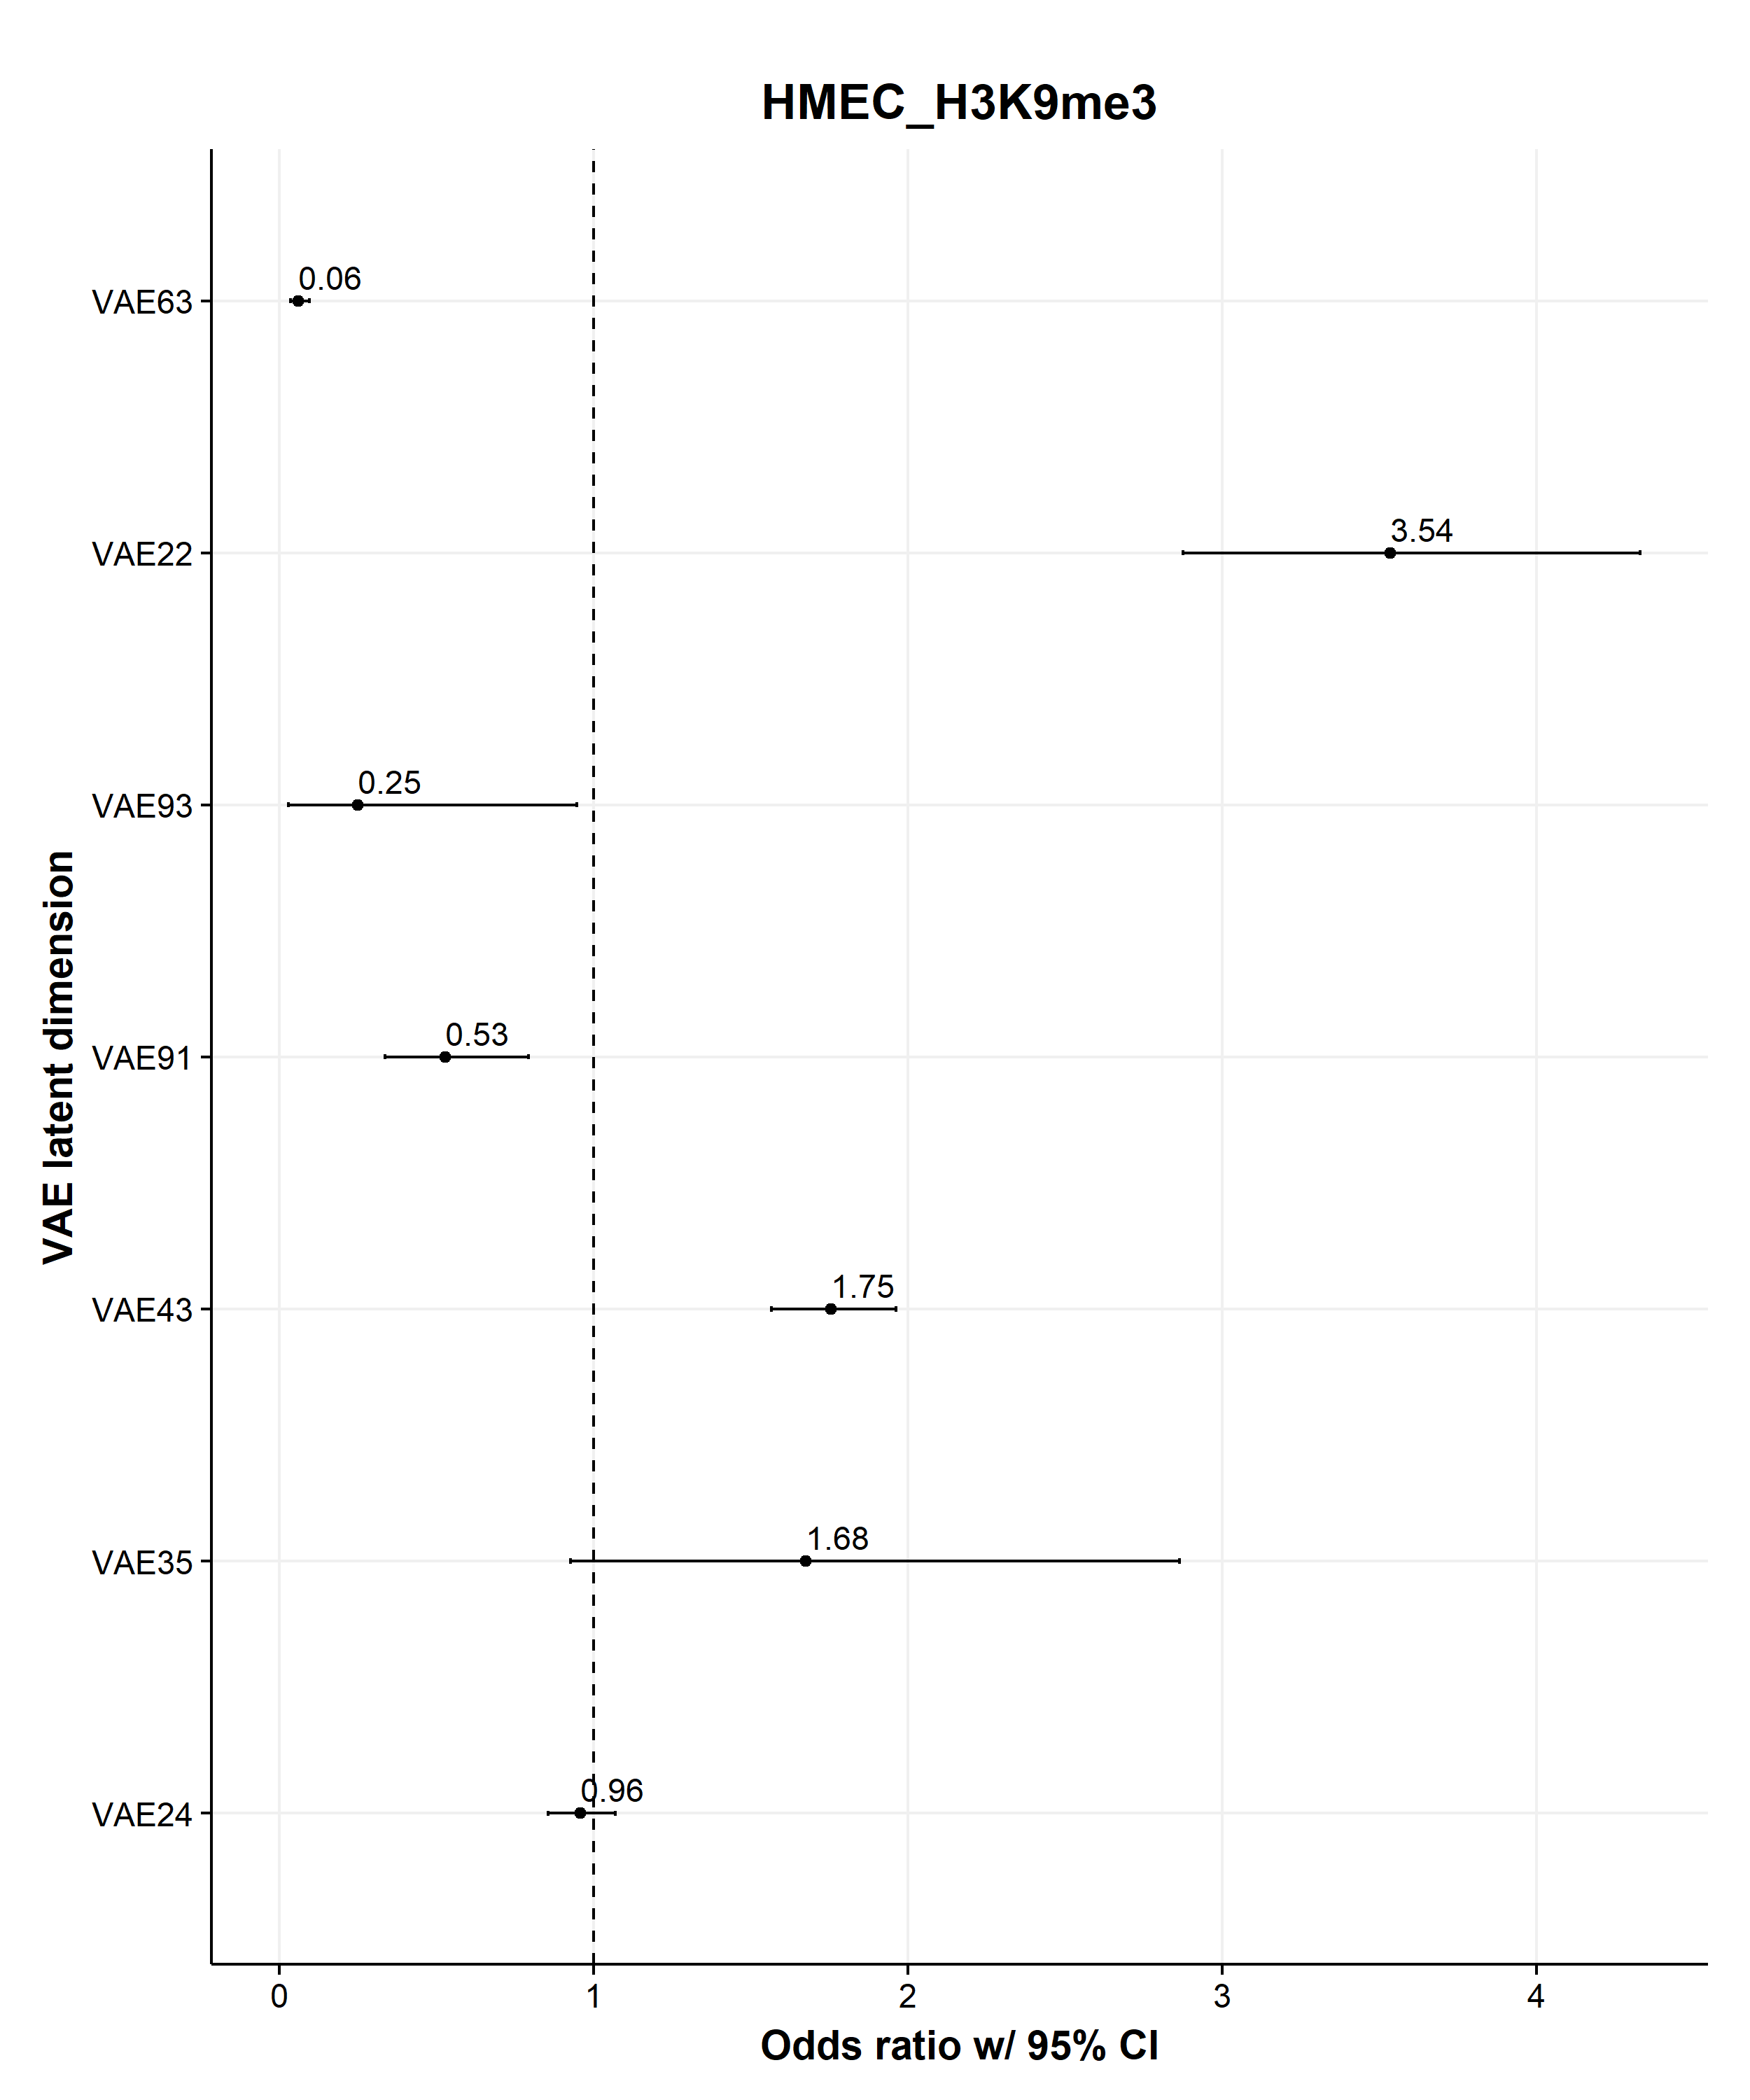 HMEC_H3K9me3
VAE latent dimension
VAE63
0.06
VAE22
3.54
VAE93
0.25
VAE91
0.53
VAE43
1.75
VAE35
1.68
VAE24
0.96
0 1 2 3 4
Odds ratio w/ 95% CI